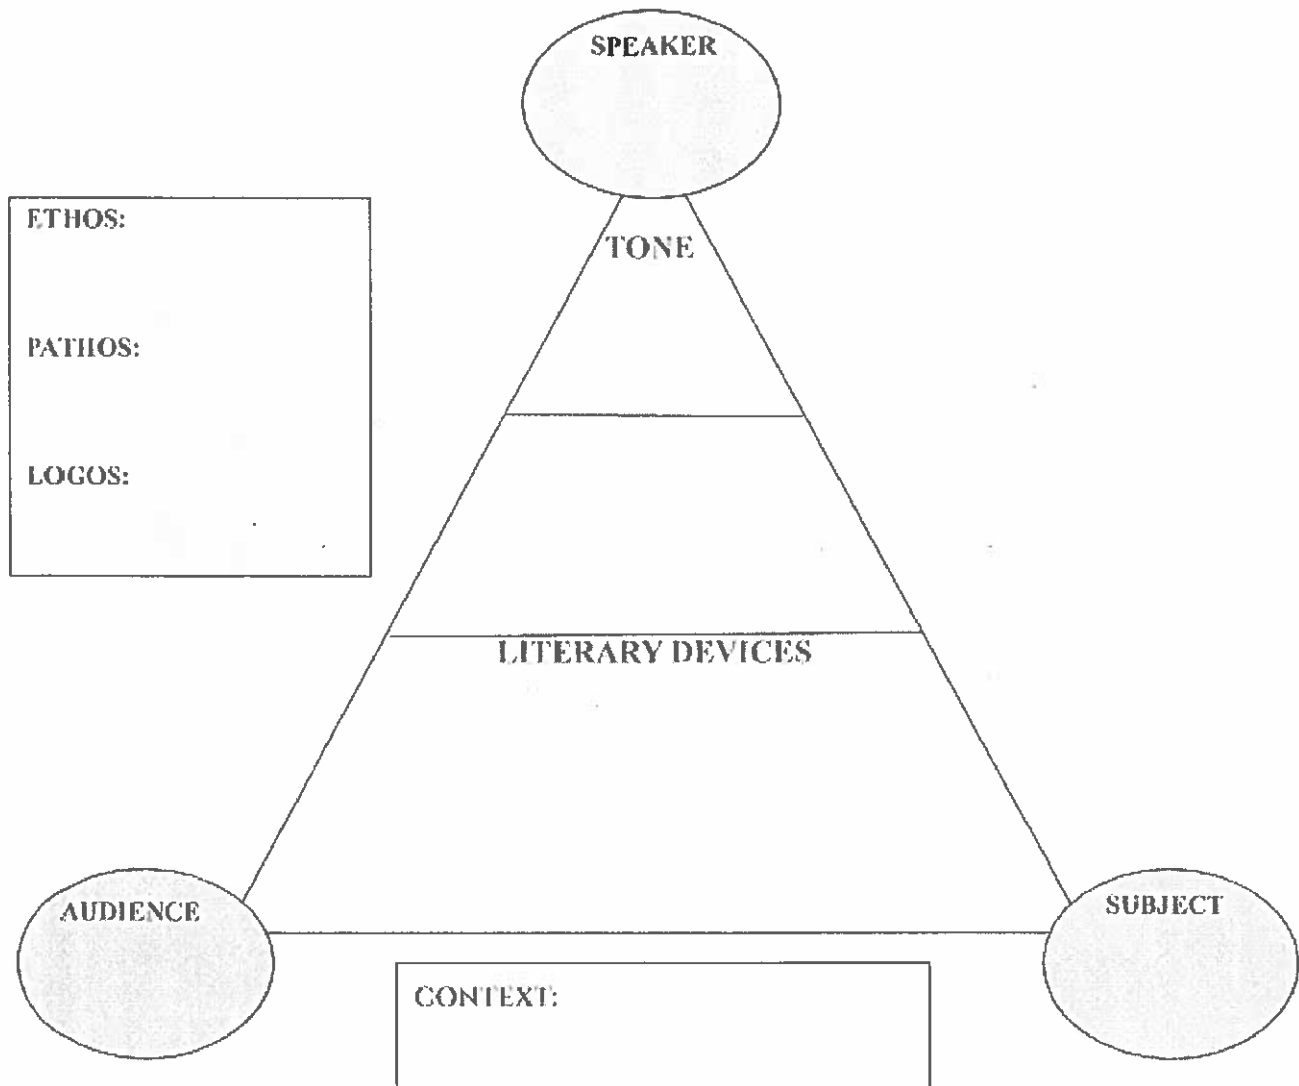 SPEAKER
ETHOS:
TONE
PATHOS:
LOGOS:
LITERARY DEVICES
AUDIENCE
SUBJECT
CONTEXT: